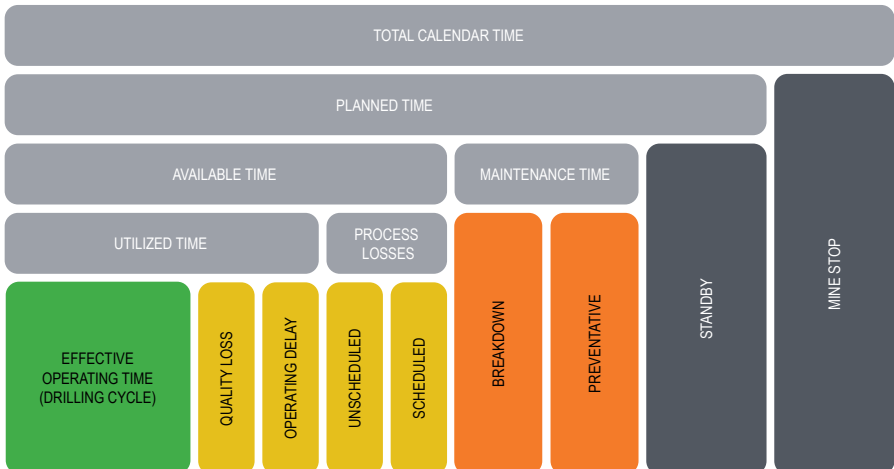 TOTAL CALENDAR TIME
PLANNED TIME
AVAILABLE TIME
MAINTENANCE TIME
UTILIZED TIME
PROCESS
LOSSES
EFFECTIVE
OPERATING TIME
(DRILLING CYCLE)
QUALITY LOSS
OPERATING DELAY
UNSCHEDULED
SCHEDULED
BREAKDOWN
PREVENTATIVE
STANDBY
MINE STOP